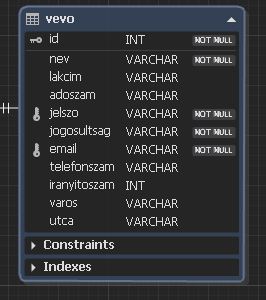 vevo
id INT NOT NULL
nev VARCHAR NOT NULL
lakcim VARCHAR
adoszam VARCHAR
jelszo VARCHAR NOT NULL
jogosultsag VARCHAR NOT NULL
email VARCHAR NOT NULL
telefonszam VARCHAR
iranyitoszam INT
varos VARCHAR
utca VARCHAR
Constraints
Indexes